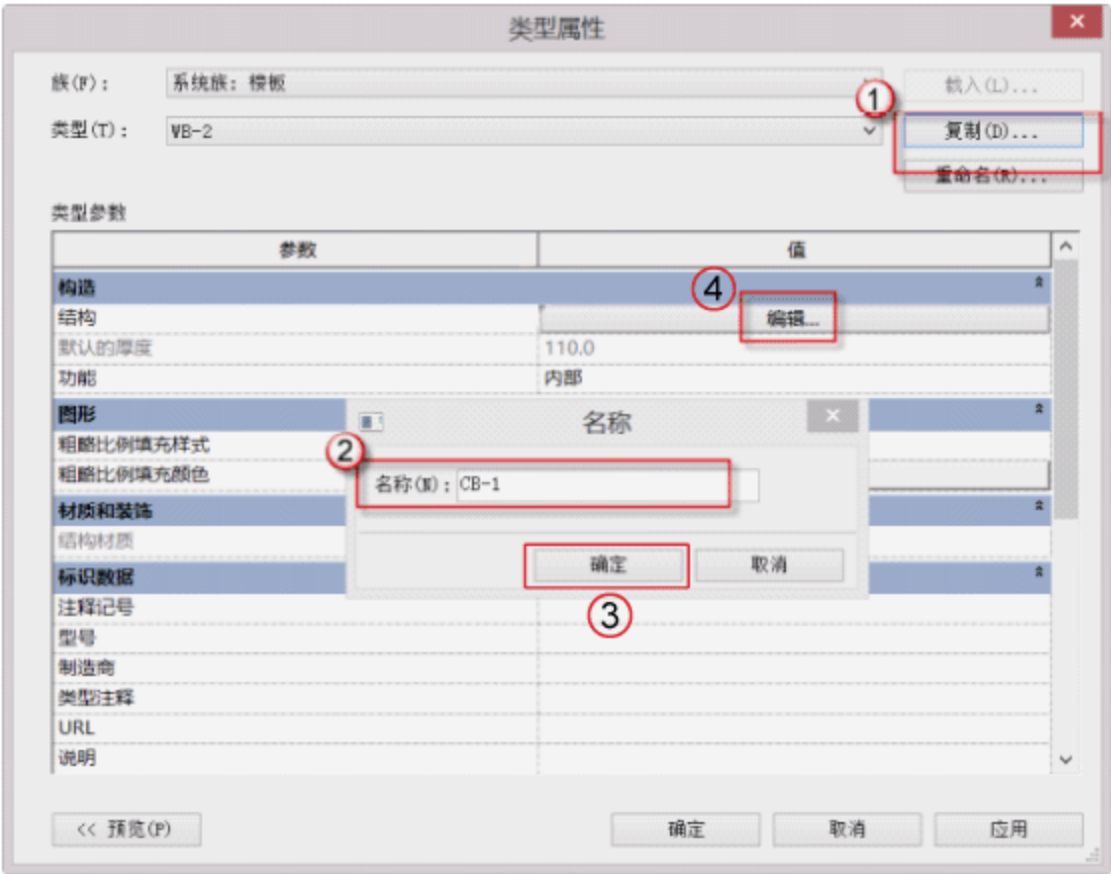 类型属性
族(F): 系统族: 楼板 载入(L)...
①
类型(T): WB-2 复制(D)...
重命名(R)...
类型参数
参数 值
构造
④
结构 编辑...
默认的厚度 110.0
功能 内部
图形
名称
粗略比例填充样式
②
粗略比例填充颜色
名称(N): CB-1
材质和装饰
结构材质
确定 取消
标识数据
③
注释记号
型号
制造商
类型注释
URL
说明
<< 预览(P) 确定 取消 应用